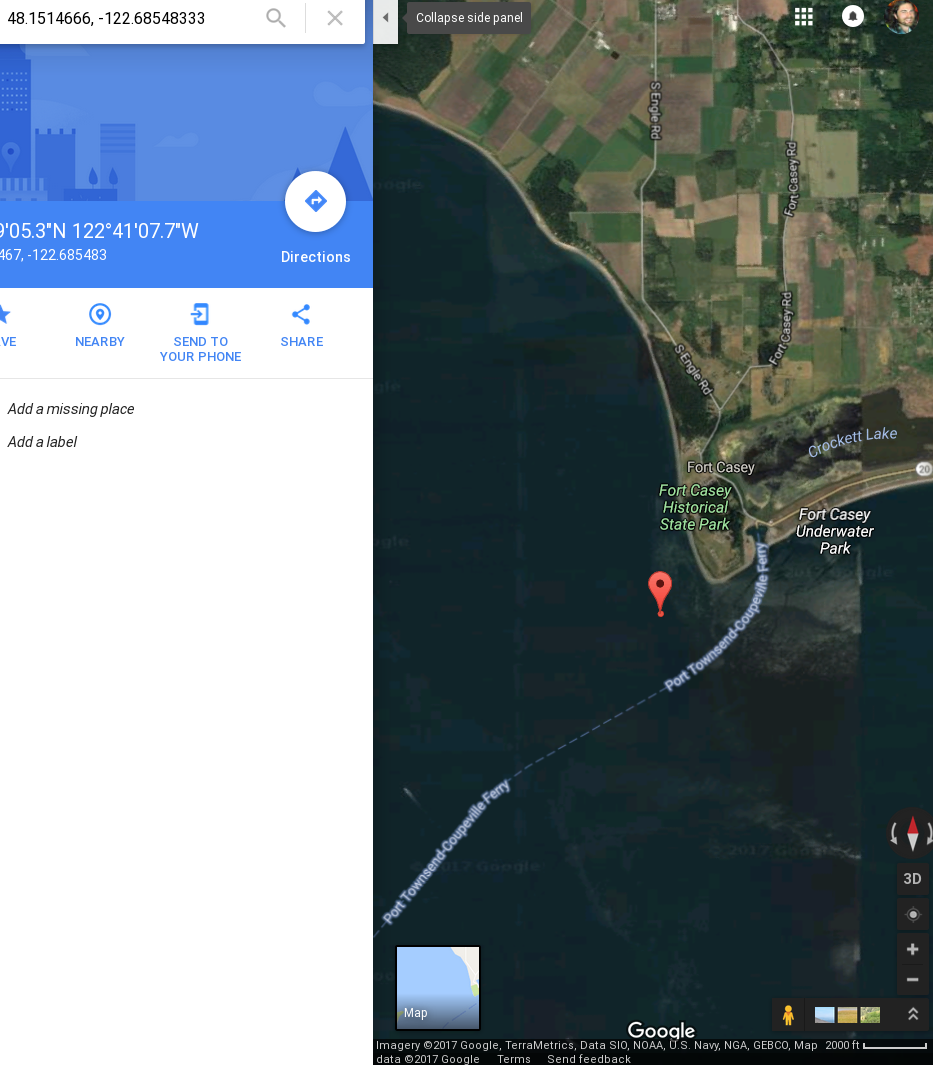 48.1514666, -122.68548333
Collapse side panel
9'05.3"N 122°41'07.7"W
467, -122.685483
Directions
VE
NEARBY
SEND TO
YOUR PHONE
SHARE
Add a missing place
Add a label
S Engle Rd
Fort Casey Rd
Fort Casey Rd
S Engle Rd
Crockett Lake
20
Fort Casey
Fort Casey
Historical
State Park
Fort Casey
Underwater
Park
Port Townsend-Coupeville Ferry
Port Townsend-Coupeville Ferry
©2017 Google
© 2017 Google
3D
Map
Google
Imagery ©2017 Google, TerraMetrics, Data SIO, NOAA, U.S. Navy, NGA, GEBCO, Map
2000 ft
data ©2017 Google
Terms
Send feedback